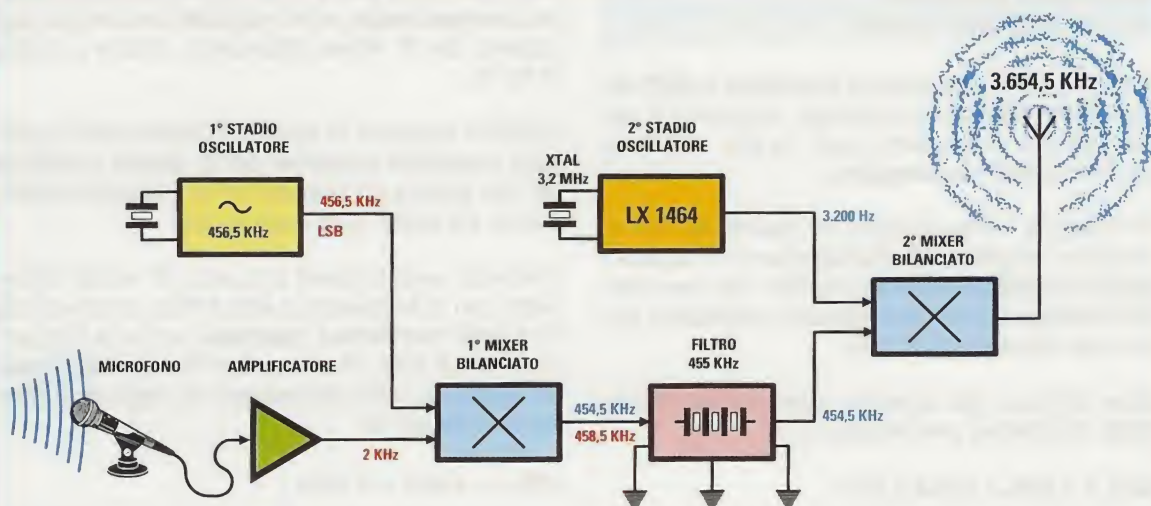 3.654,5 KHz
1° STADIO
OSCILLATORE
456,5 KHz
456,5 KHz
LSB
2° STADIO
OSCILLATORE
XTAL
3,2 MHz
LX 1464
3.200 Hz
2° MIXER
BILANCIATO
MICROFONO
AMPLIFICATORE
2 KHz
1° MIXER
BILANCIATO
454,5 KHz
458,5 KHz
FILTRO
455 KHz
454,5 KHz